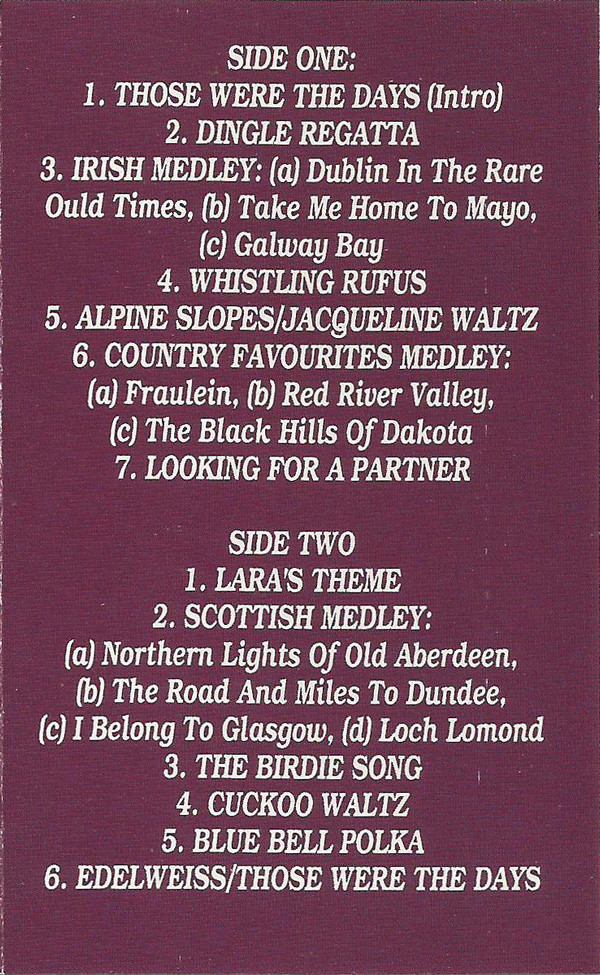 SIDE ONE:
1. THOSE WERE THE DAYS (Intro)
2. DINGLE REGATTA
3. IRISH MEDLEY: (a) Dublin In The Rare
Ould Times, (b) Take Me Home To Mayo,
(c) Galway Bay
4. WHISTLING RUFUS
5. ALPINE SLOPES/JACQUELINE WALTZ
6. COUNTRY FAVOURITES MEDLEY:
(a) Fraulein, (b) Red River Valley,
(c) The Black Hills Of Dakota
7. LOOKING FOR A PARTNER
SIDE TWO
1. LARA'S THEME
2. SCOTTISH MEDLEY:
(a) Northern Lights Of Old Aberdeen,
(b) The Road And Miles To Dundee,
(c) I Belong To Glasgow, (d) Loch Lomond
3. THE BIRDIE SONG
4. CUCKOO WALTZ
5. BLUE BELL POLKA
6. EDELWEISS/THOSE WERE THE DAYS